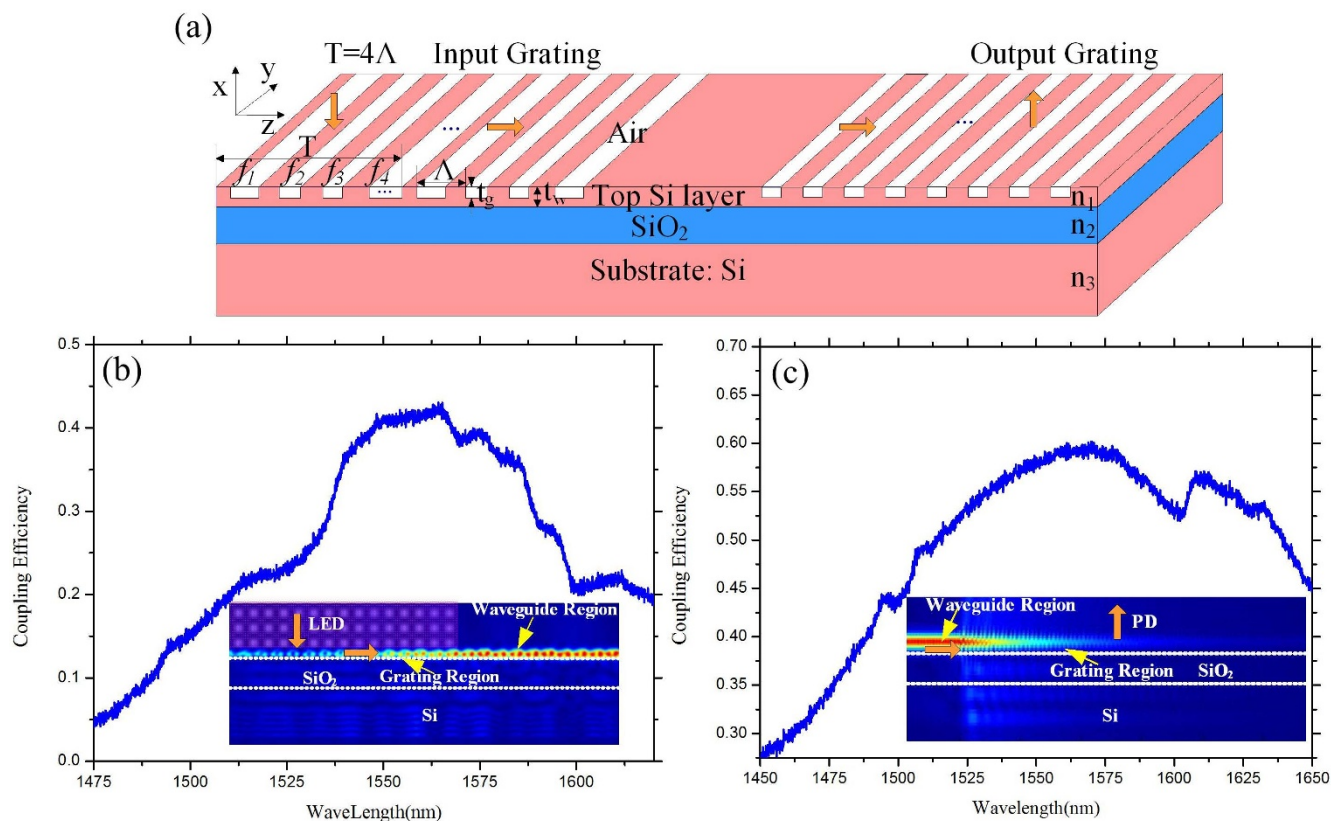 (a)
T=4Λ
Input Grating
Output Grating
x
y
z
...
...
Air
T
f₁ f₂ f₃ f₄
...
Λ
t_g
t_w
Top Si layer
n₁
SiO₂
n₂
Substrate: Si
n₃
(b)
Coupling Efficiency
0.5
0.4
0.3
0.2
0.1
0.0
LED
Waveguide Region
Grating Region
SiO₂
Si
1475 1500 1525 1550 1575 1600
WaveLength(nm)
(c)
Coupling Efficiency
0.70
0.65
0.60
0.55
0.50
0.45
0.40
0.35
0.30
Waveguide Region
PD
Grating Region
SiO₂
Si
1450 1475 1500 1525 1550 1575 1600 1625 1650
Wavelength(nm)